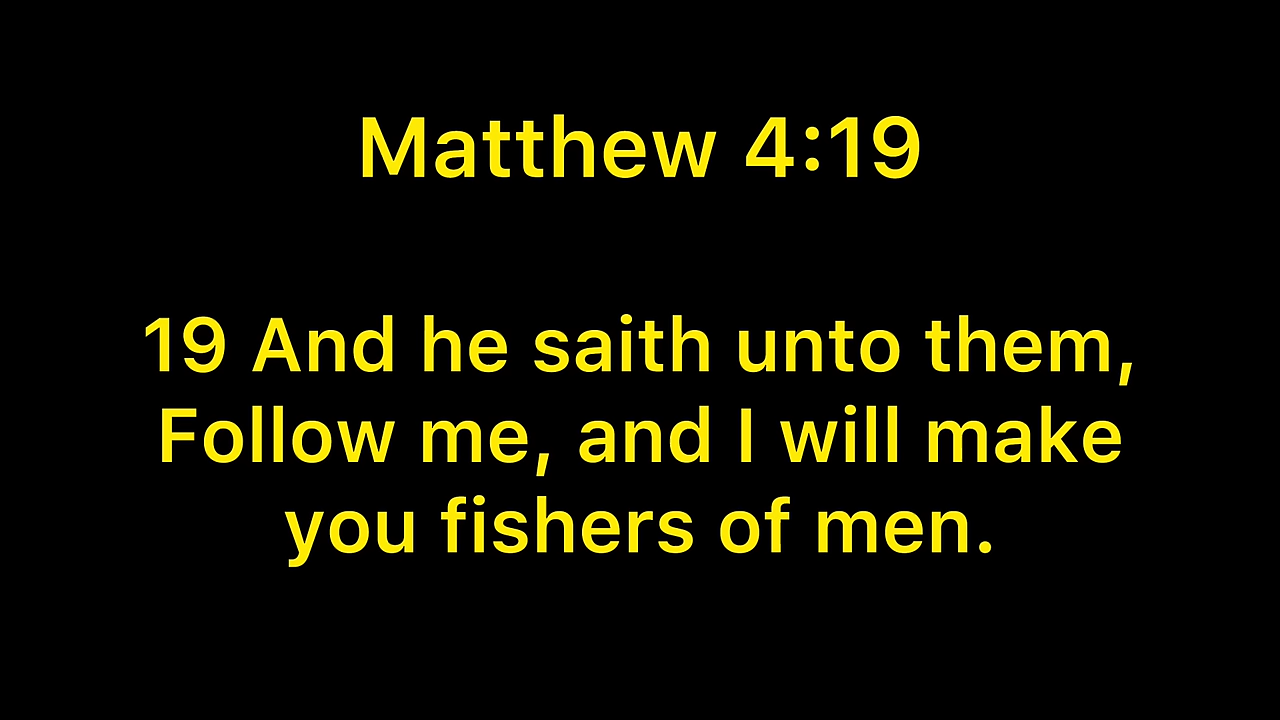 Matthew 4:19
19 And he saith unto them,
Follow me, and I will make
you fishers of men.